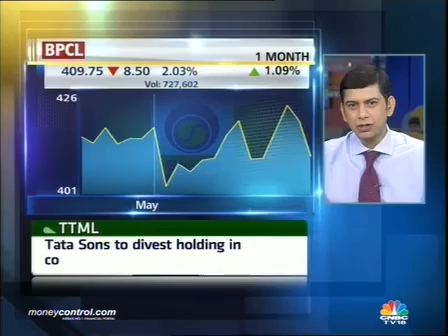 BPCL
1 MONTH
409.75 8.50 2.03% 1.09%
Vol: 727,602
426
401
May
TTML
Tata Sons to divest holding in
co
moneycontrol.com
CNBC
TV18